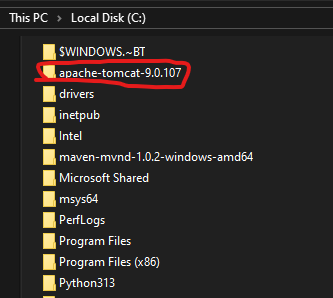 This PC > Local Disk (C:)
$WINDOWS.~BT
apache-tomcat-9.0.107
drivers
inetpub
Intel
maven-mvnd-1.0.2-windows-amd64
Microsoft Shared
msys64
PerfLogs
Program Files
Program Files (x86)
Python313